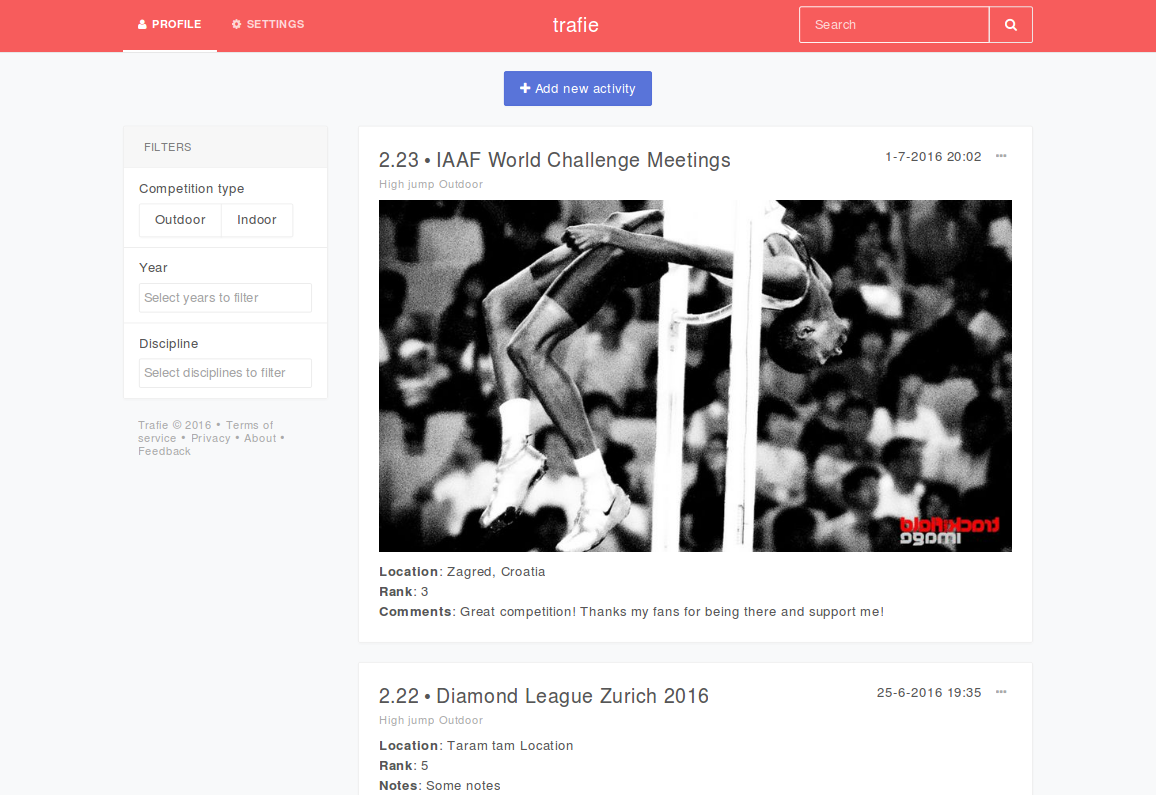 PROFILE
SETTINGS
trafie
Search
Add new activity
FILTERS
Competition type
Outdoor
Indoor
Year
Select years to filter
Discipline
Select disciplines to filter
Trafie © 2016 • Terms of
service • Privacy • About •
Feedback
2.23 • IAAF World Challenge Meetings
1-7-2016 20:02
High jump Outdoor
trackfield
image
Location: Zagred, Croatia
Rank: 3
Comments: Great competition! Thanks my fans for being there and support me!
2.22 • Diamond League Zurich 2016
25-6-2016 19:35
High jump Outdoor
Location: Taram tam Location
Rank: 5
Notes: Some notes